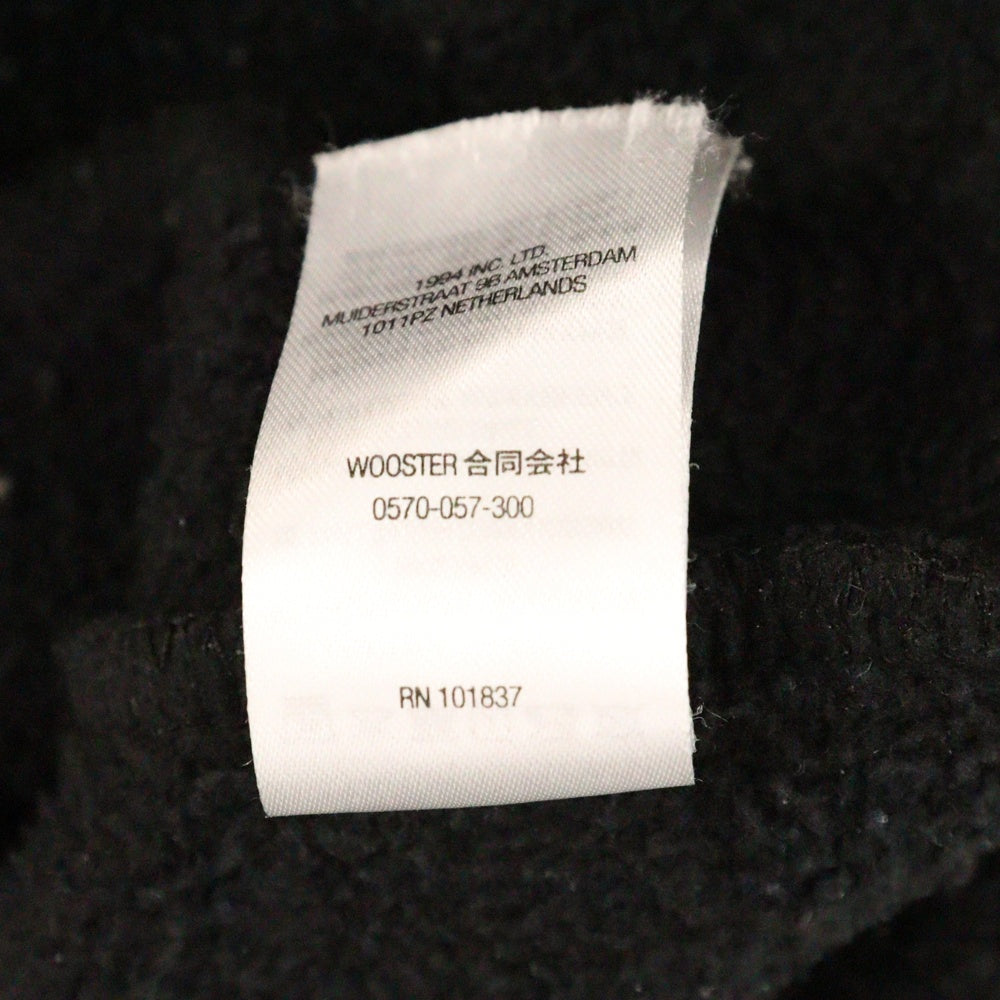 1994 INC. LTD.
MUIDERSTRAAT 9B AMSTERDAM
1011PZ NETHERLANDS
WOOSTER 合同会社
0570-057-300
RN 101837